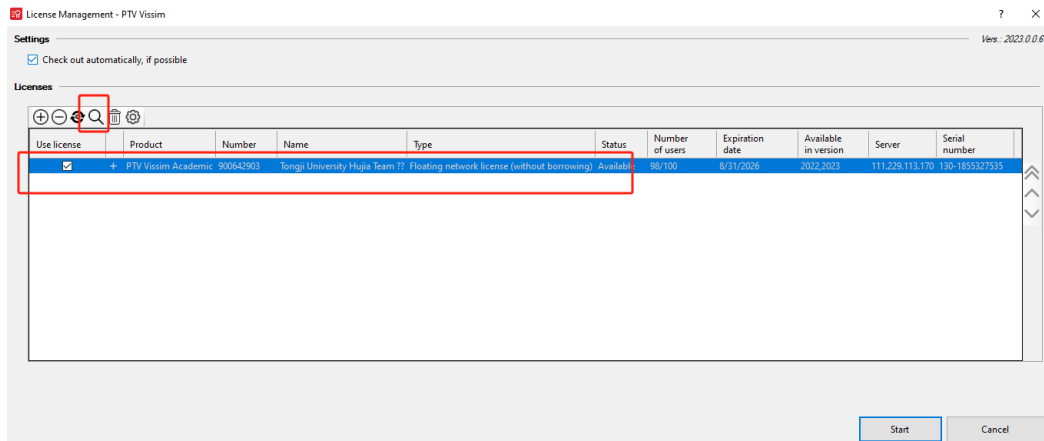 License Management - PTV Vissim
? ×
Settings
Vers.: 2023.0.0.6
Check out automatically, if possible
Licenses
Use license Product Number Name Type Status Number of users Expiration date Available in version Server Serial number
+ PTV Vissim Academic 900642903 Tongji University Hujia Team ?? Floating network license (without borrowing) Available 98/100 8/31/2026 2022,2023 111.229.113.170 130-1855327535
Start Cancel